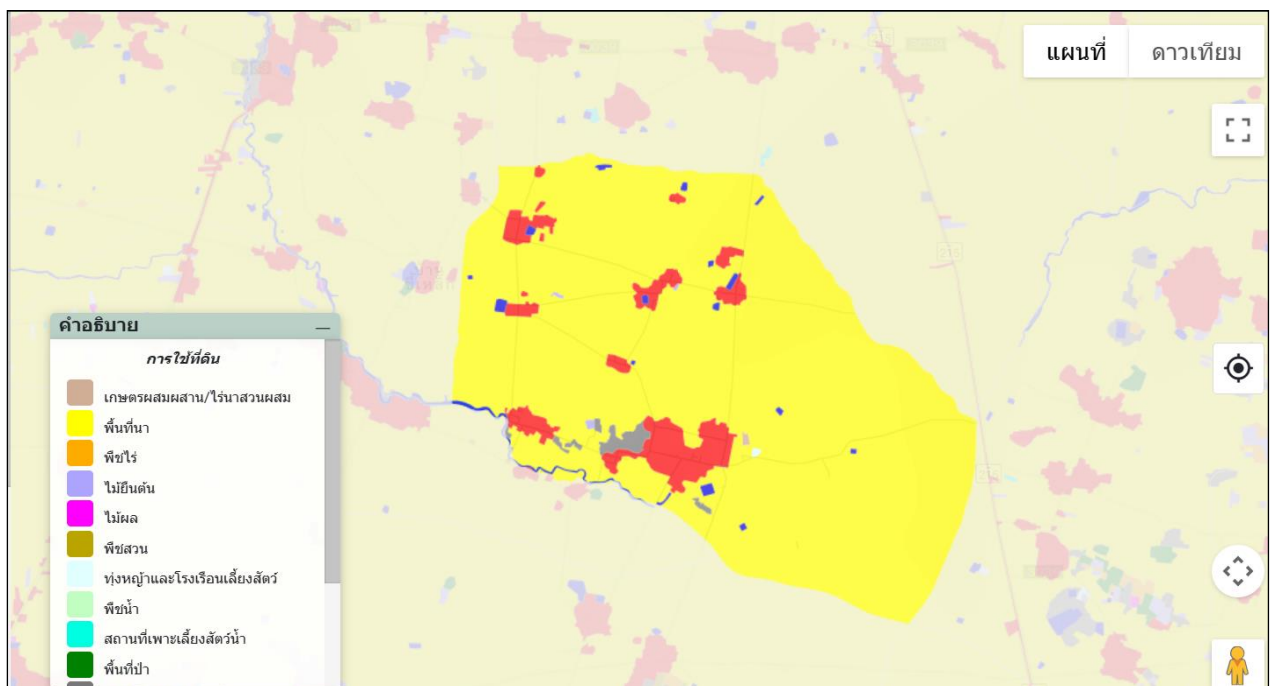 แผนที่
ดาวเทียม
คำอธิบาย
การใช้ที่ดิน
เกษตรผสมผสาน/ไร่นาสวนผสม
พื้นที่นา
พืชไร่
ไม้ยืนต้น
ไม้ผล
พืชสวน
ทุ่งหญ้าและโรงเรือนเลี้ยงสัตว์
พืชน้ำ
สถานที่เพาะเลี้ยงสัตว์น้ำ
พื้นที่ป่า